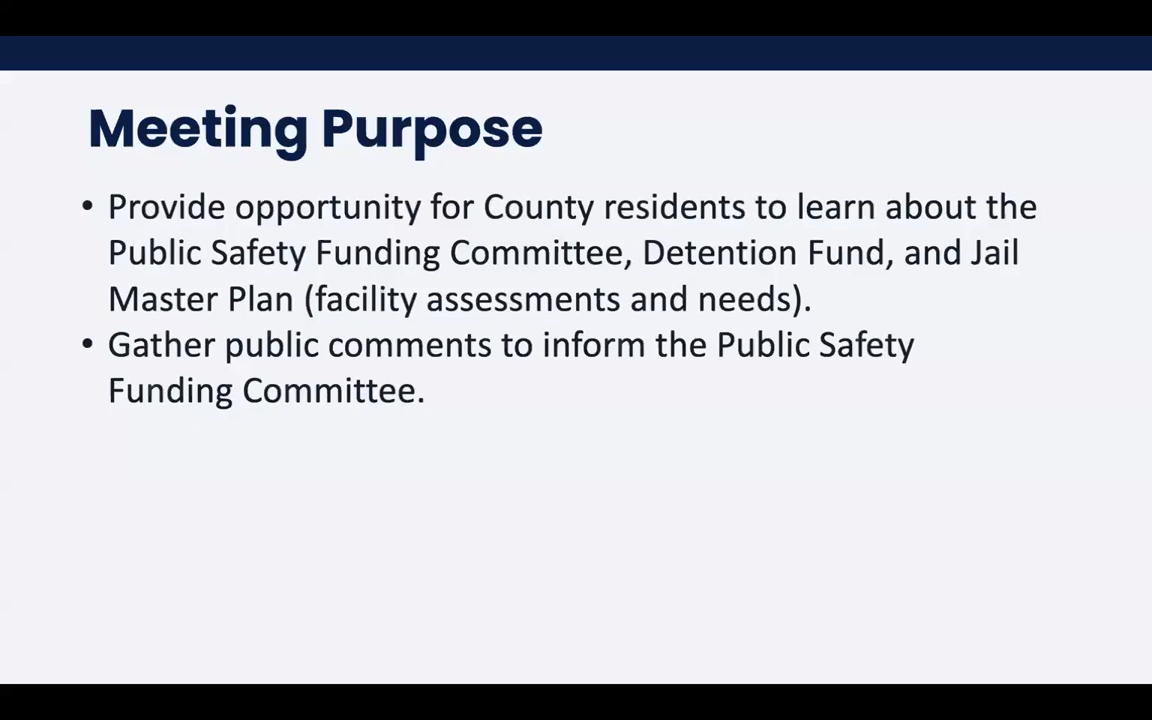 Meeting Purpose
• Provide opportunity for County residents to learn about the
Public Safety Funding Committee, Detention Fund, and Jail
Master Plan (facility assessments and needs).
• Gather public comments to inform the Public Safety
Funding Committee.